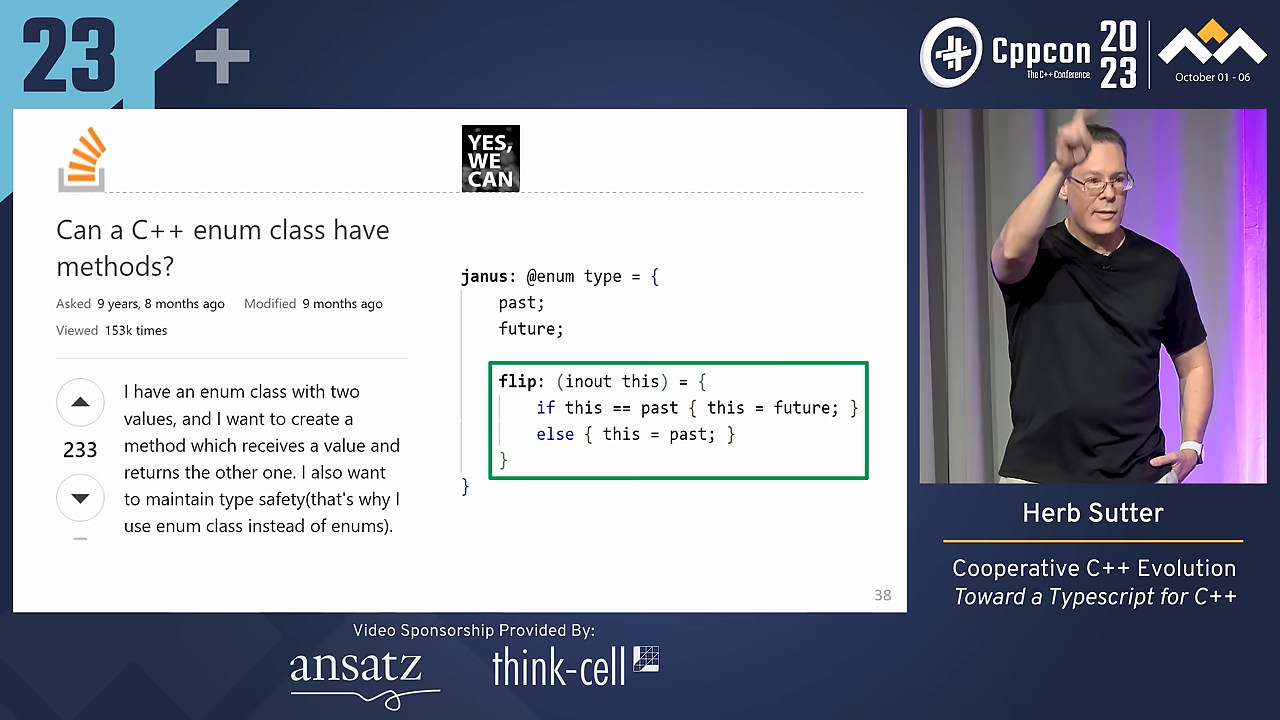 23
Cppcon
The C++ Conference
20
23
October 01 - 06
YES,
WE
CAN
Can a C++ enum class have
methods?
Asked 9 years, 8 months ago Modified 9 months ago
Viewed 153k times
233
I have an enum class with two
values, and I want to create a
method which receives a value and
returns the other one. I also want
to maintain type safety(that's why I
use enum class instead of enums).
janus: @enum type = {
past;
future;
flip: (inout this) = {
if this == past { this = future; }
else { this = past; }
}
}
38
Herb Sutter
Cooperative C++ Evolution
Toward a Typescript for C++
Video Sponsorship Provided By:
ansatz
think-cell